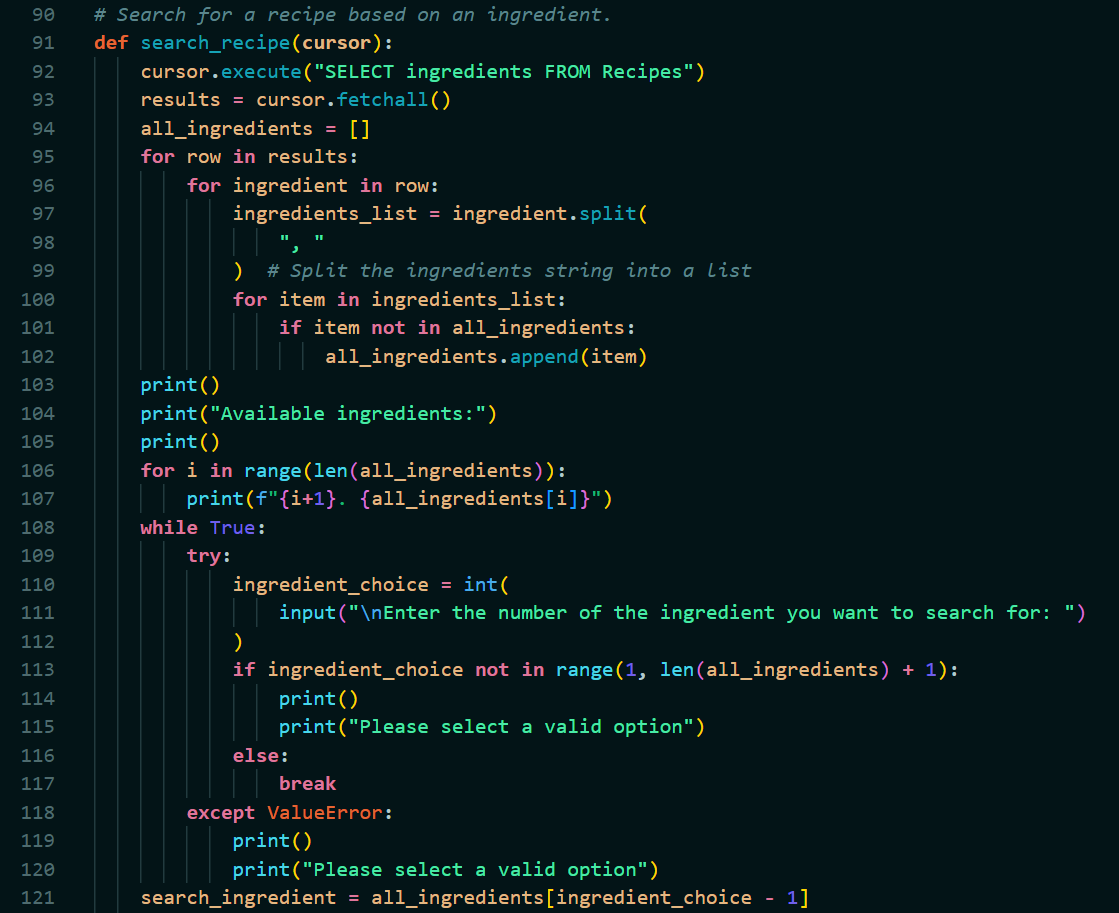 90 # Search for a recipe based on an ingredient.
91 def search_recipe(cursor):
92     cursor.execute("SELECT ingredients FROM Recipes")
93     results = cursor.fetchall()
94     all_ingredients = []
95     for row in results:
96         for ingredient in row:
97             ingredients_list = ingredient.split(
98                 ", "
99             )  # Split the ingredients string into a list
100             for item in ingredients_list:
101                 if item not in all_ingredients:
102                     all_ingredients.append(item)
103     print()
104     print("Available ingredients:")
105     print()
106     for i in range(len(all_ingredients)):
107         print(f"{i+1}. {all_ingredients[i]}")
108     while True:
109         try:
110             ingredient_choice = int(
111                 input("\nEnter the number of the ingredient you want to search for: ")
112             )
113             if ingredient_choice not in range(1, len(all_ingredients) + 1):
114                 print()
115                 print("Please select a valid option")
116             else:
117                 break
118         except ValueError:
119             print()
120             print("Please select a valid option")
121     search_ingredient = all_ingredients[ingredient_choice - 1]